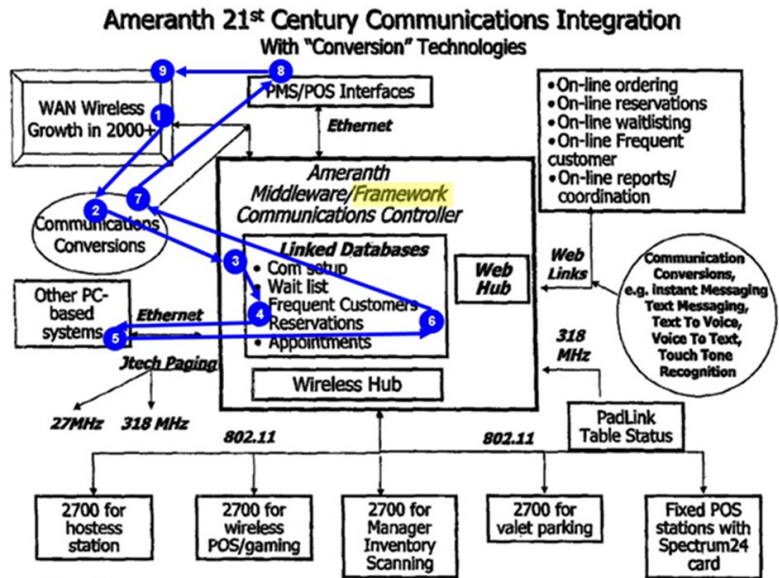 Ameranth 21st Century Communications Integration
With "Conversion" Technologies
9
8
WAN Wireless
1
Growth in 2000+
PMS/POS Interfaces
Ethernet
• On-line ordering
• On-line reservations
• On-line waitlisting
• On-line Frequent
customer
• On-line reports/
coordination
Ameranth
Middleware/Framework
Communications Controller
7
2
Communications
Conversions
Linked Databases
3
• Com setup
• Wait list
4
Frequent Customers
Reservations
6
• Appointments
Web
Hub
Wireless Hub
Web
Links
Communication
Conversions,
e.g. instant Messaging
Text Messaging,
Text To Voice,
Voice To Text,
Touch Tone
Recognition
Other PC-
based
systems
5
Ethernet
Jtech Paging
27MHz 318 MHz
318
MHz
PadLink
Table Status
802.11
802.11
2700 for
hostess
station
2700 for
wireless
POS/gaming
2700 for
Manager
Inventory
Scanning
2700 for
valet parking
Fixed POS
stations with
Spectrum24
card